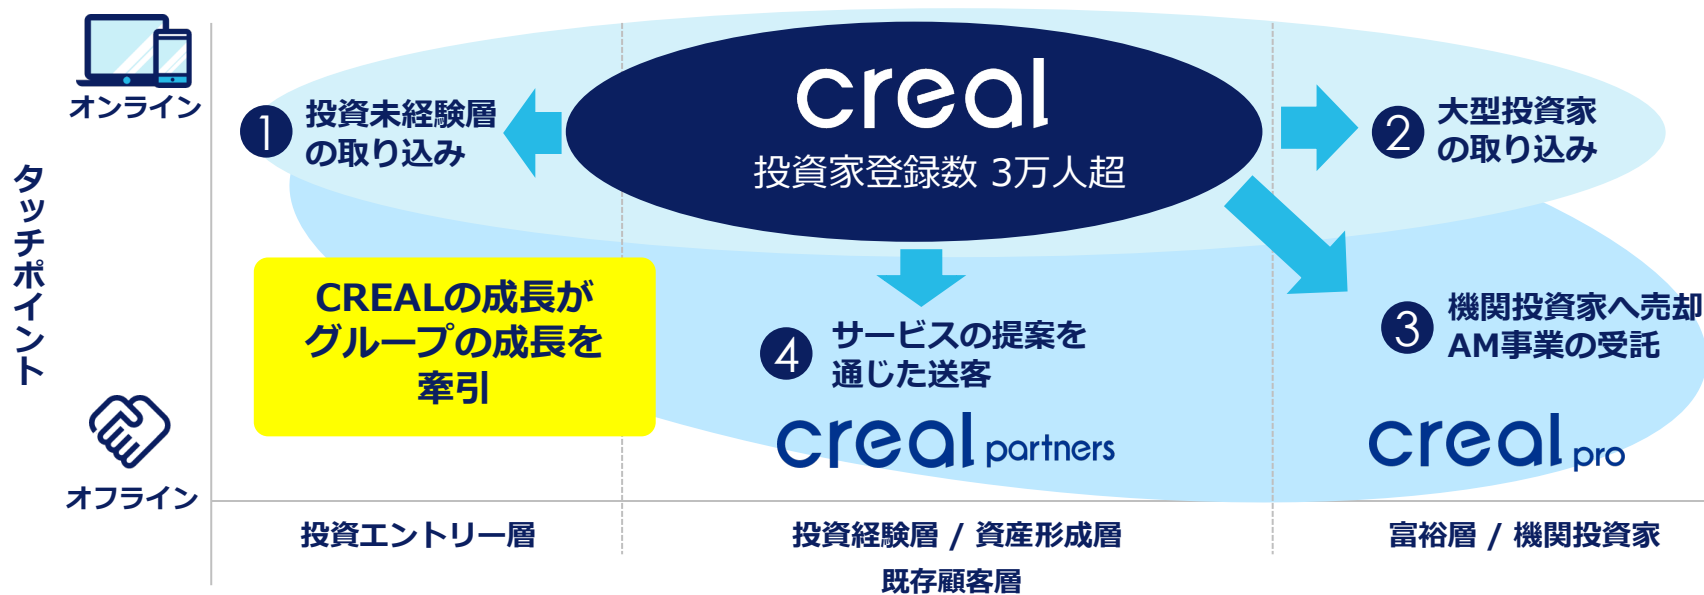 オンライン
タッチポイント
オフライン
creal
投資家登録数 3万人超
1 投資未経験層
の取り込み
2 大型投資家
の取り込み
3 機関投資家へ売却
AM事業の受託
4 サービスの提案を
通じた送客
CREALの成長が
グループの成長を
牽引
creal partners
creal pro
投資エントリー層
投資経験層 / 資産形成層
富裕層 / 機関投資家
既存顧客層